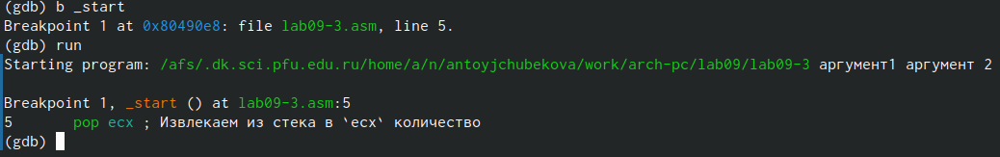 (gdb) b _start
Breakpoint 1 at 0x80490e8: file lab09-3.asm, line 5.
(gdb) run
Starting program: /afs/.dk.sci.pfu.edu.ru/home/a/n/antoyjchubekova/work/arch-pc/lab09/lab09-3 аргумент1 аргумент 2
Breakpoint 1, _start () at lab09-3.asm:5
5 pop ecx ; Извлекаем из стека в `ecx` количество
(gdb)